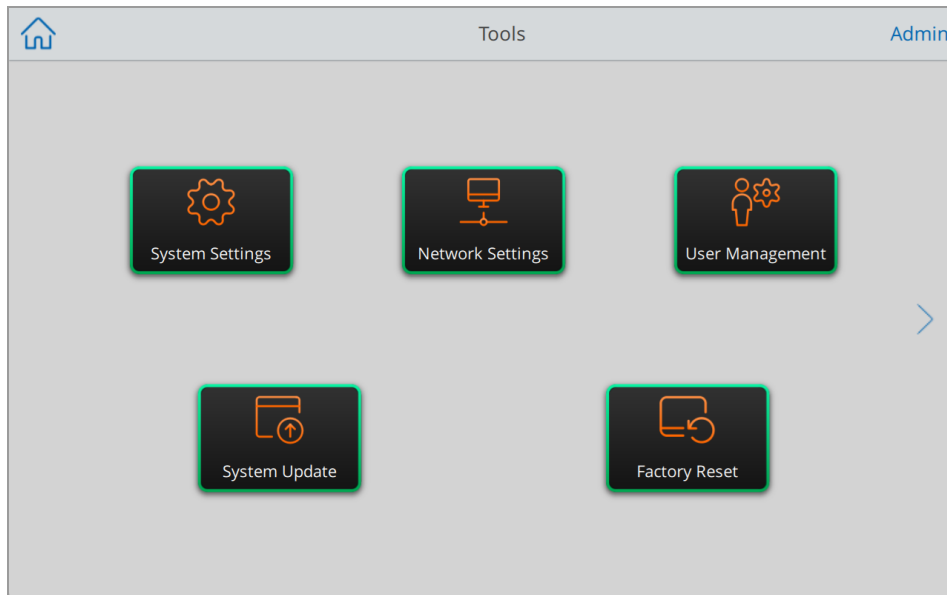 Tools
Admin
System Settings
Network Settings
User Management
System Update
Factory Reset